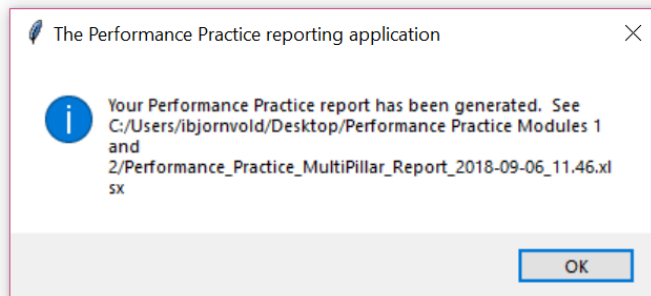 The Performance Practice reporting application
Your Performance Practice report has been generated.  See
C:/Users/ibjornvold/Desktop/Performance Practice Modules 1
and
2/Performance_Practice_MultiPillar_Report_2018-09-06_11.46.xl
sx
OK